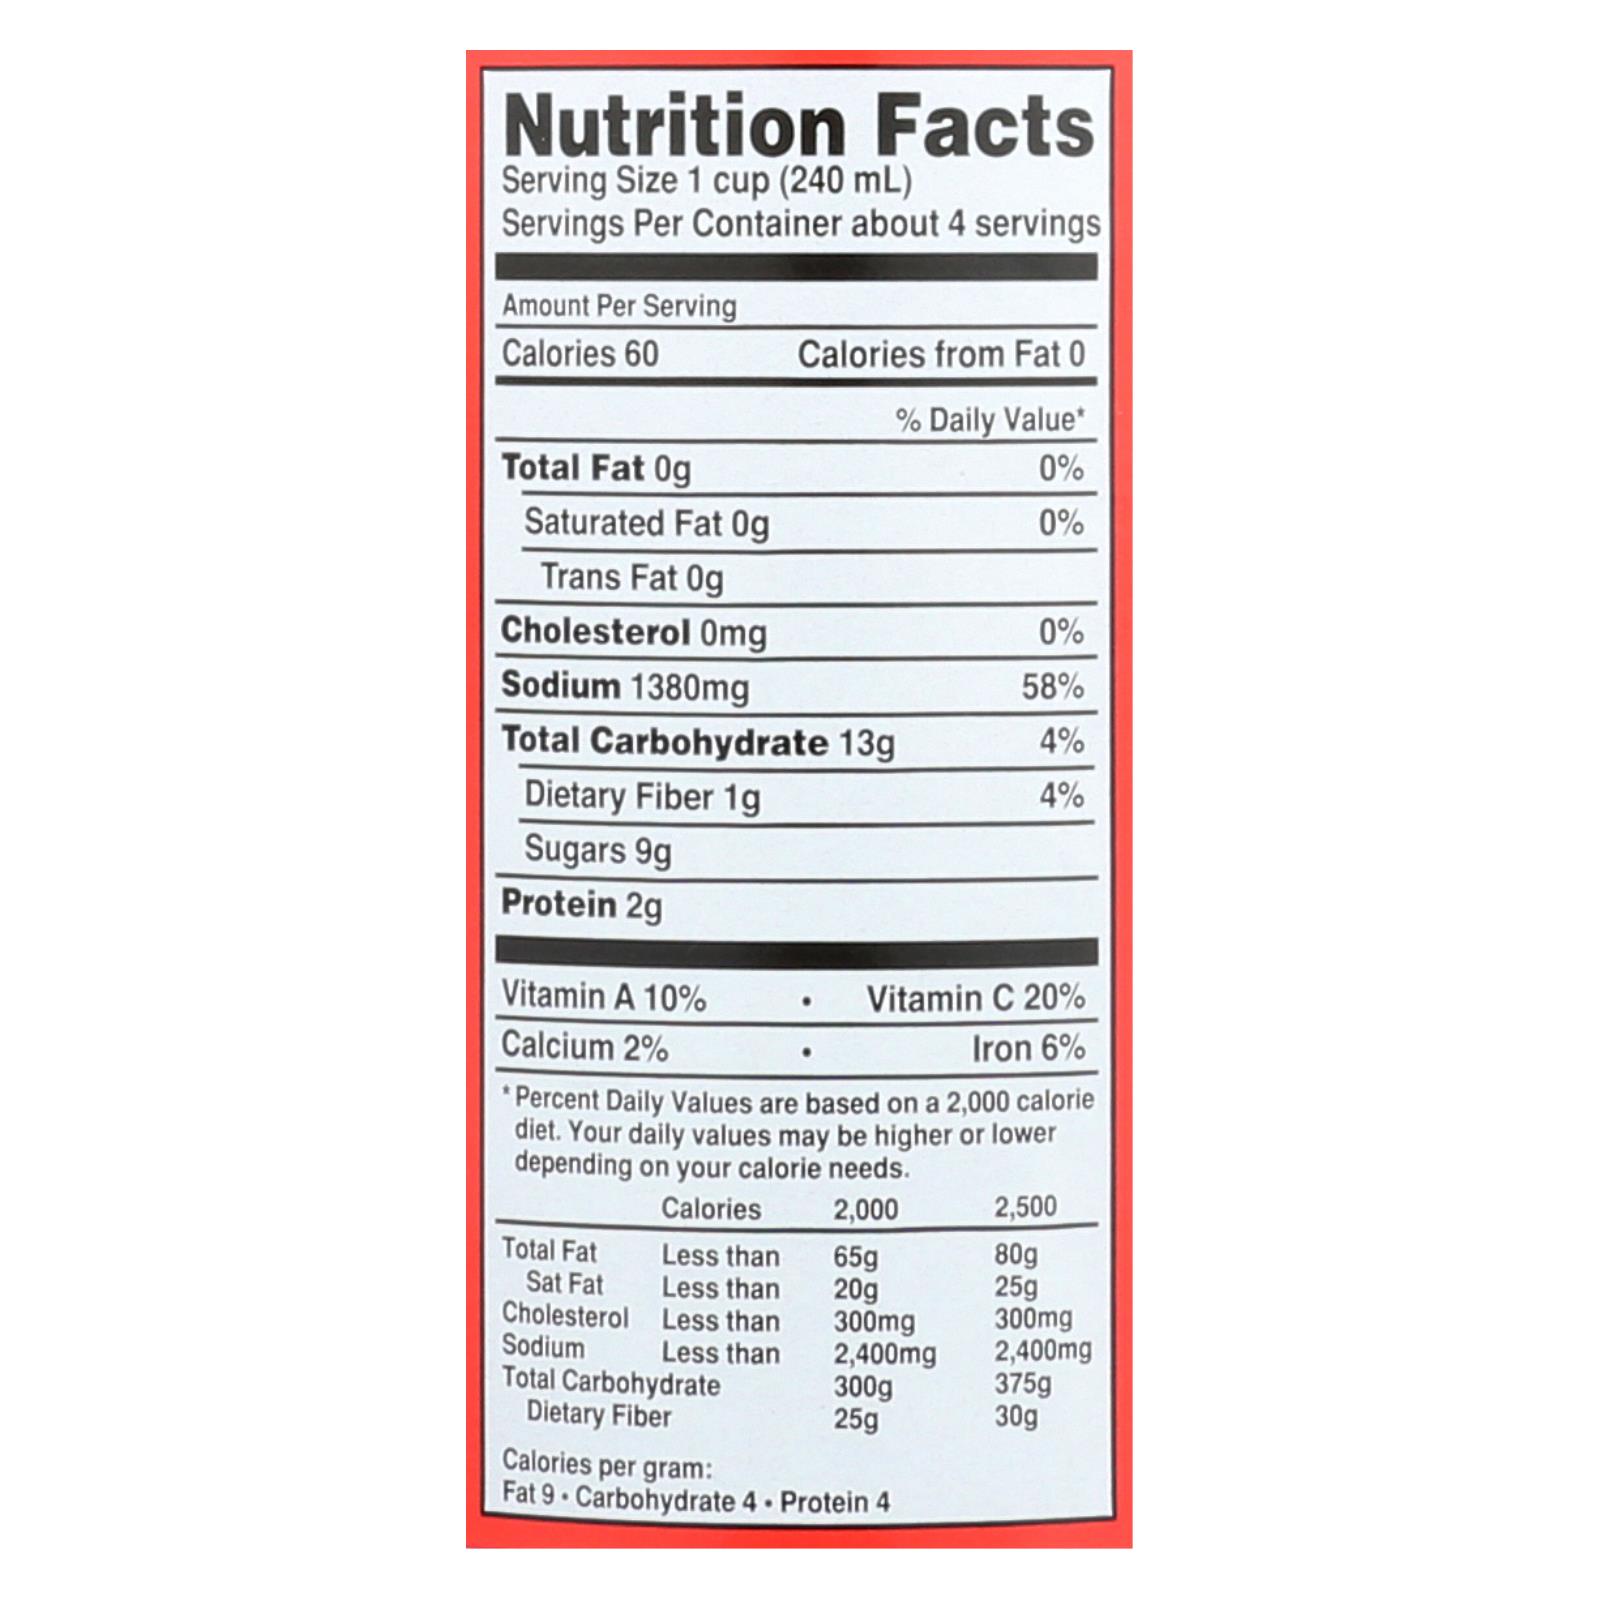 Nutrition Facts
Serving Size 1 cup (240 mL)
Servings Per Container about 4 servings
Amount Per Serving
Calories 60 Calories from Fat 0
% Daily Value*
Total Fat 0g 0%
Saturated Fat 0g 0%
Trans Fat 0g
Cholesterol 0mg 0%
Sodium 1380mg 58%
Total Carbohydrate 13g 4%
Dietary Fiber 1g 4%
Sugars 9g
Protein 2g
Vitamin A 10% • Vitamin C 20%
Calcium 2% • Iron 6%
* Percent Daily Values are based on a 2,000 calorie
diet. Your daily values may be higher or lower
depending on your calorie needs.
Calories 2,000 2,500
Total Fat Less than 65g 80g
Sat Fat Less than 20g 25g
Cholesterol Less than 300mg 300mg
Sodium Less than 2,400mg 2,400mg
Total Carbohydrate 300g 375g
Dietary Fiber 25g 30g
Calories per gram:
Fat 9 • Carbohydrate 4 • Protein 4